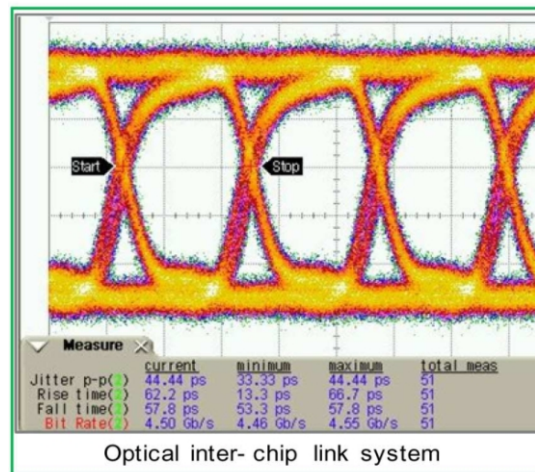 Start Stop
Measure
current minimum maximum total meas
Jitter p-p(2) 44.44 ps 33.33 ps 44.44 ps 51
Rise time(2) 62.2 ps 13.3 ps 66.7 ps 51
Fall time(2) 57.8 ps 53.3 ps 57.8 ps 51
Bit Rate(2) 4.50 Gb/s 4.46 Gb/s 4.55 Gb/s 51
Optical inter- chip link system